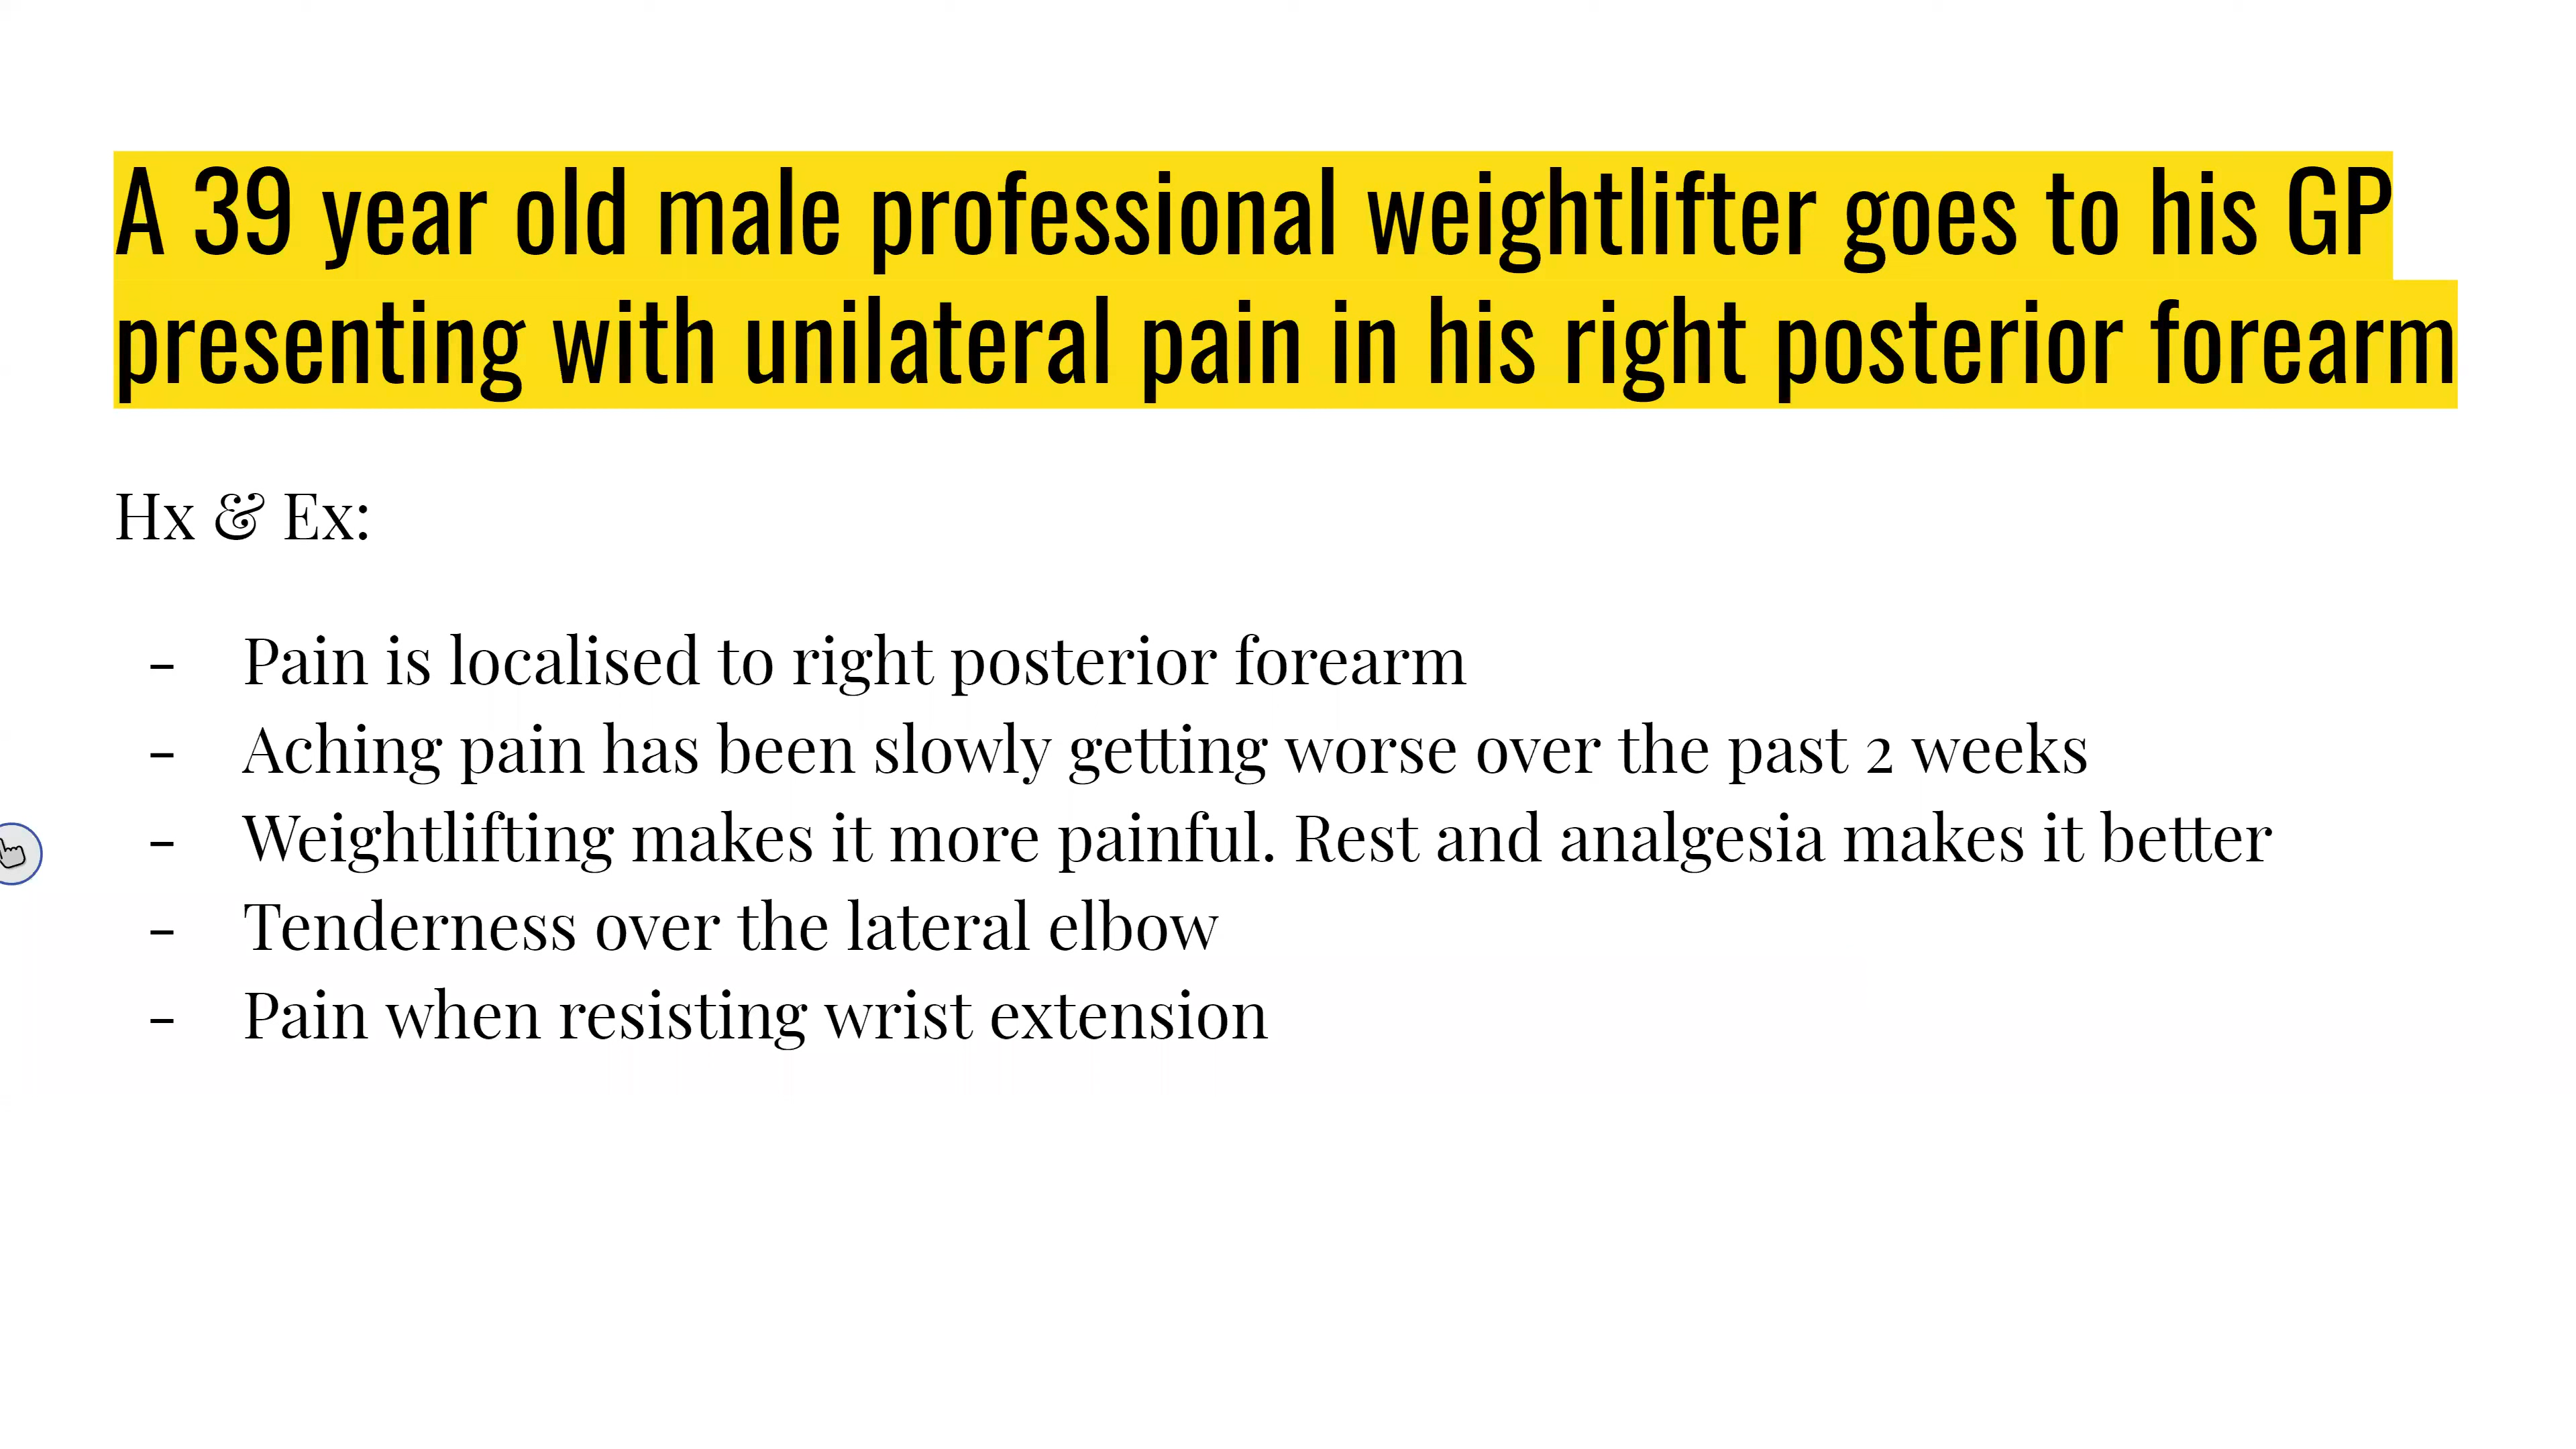 A 39 year old male professional weightlifter goes to his GP
presenting with unilateral pain in his right posterior forearm
Hx & Ex:
- Pain is localised to right posterior forearm
- Aching pain has been slowly getting worse over the past 2 weeks
- Weightlifting makes it more painful. Rest and analgesia makes it better
- Tenderness over the lateral elbow
- Pain when resisting wrist extension